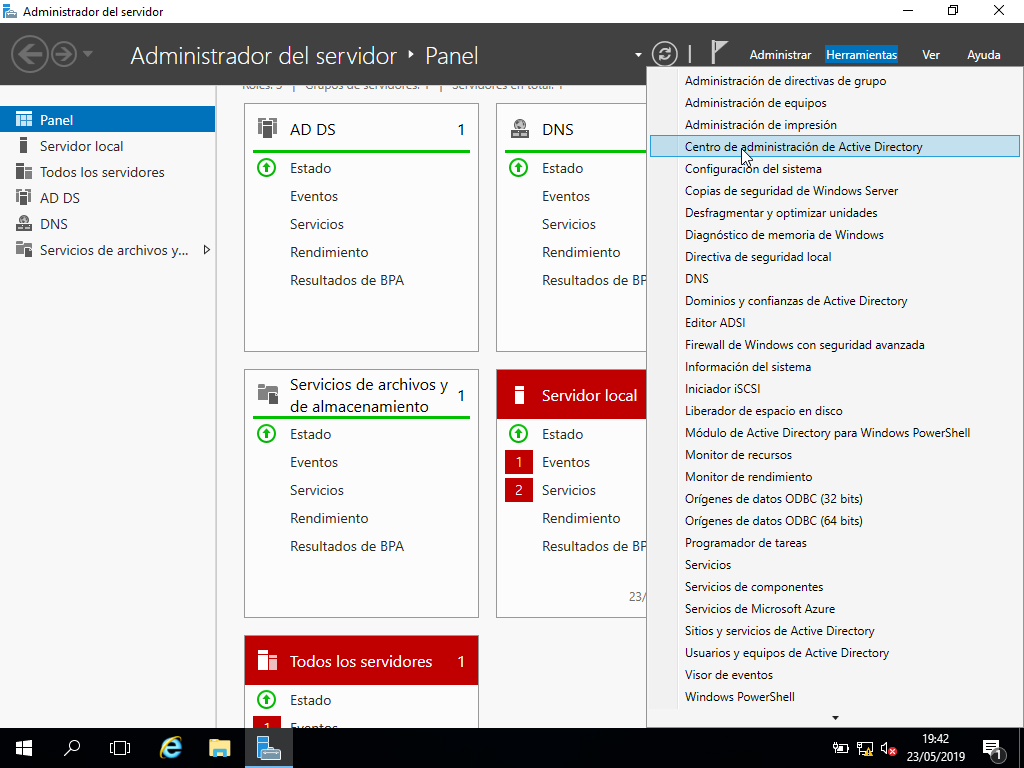 Administrador del servidor
Administrador del servidor ‣ Panel
Administrar
Herramientas
Ver
Ayuda
Panel
Servidor local
Todos los servidores
AD DS
DNS
Servicios de archivos y...
Roles: 3 | Grupos de servidores: 1 | Servidores en total: 1
AD DS 1
Estado
Eventos
Servicios
Rendimiento
Resultados de BPA
DNS
Estado
Eventos
Servicios
Rendimiento
Resultados de BP
Servicios de archivos y
de almacenamiento 1
Estado
Eventos
Servicios
Rendimiento
Resultados de BPA
Servidor local
Estado
1 Eventos
2 Servicios
Rendimiento
Resultados de BP
23/
Todos los servidores 1
Estado
1 Eventos
Administración de directivas de grupo
Administración de equipos
Administración de impresión
Centro de administración de Active Directory
Configuración del sistema
Copias de seguridad de Windows Server
Desfragmentar y optimizar unidades
Diagnóstico de memoria de Windows
Directiva de seguridad local
DNS
Dominios y confianzas de Active Directory
Editor ADSI
Firewall de Windows con seguridad avanzada
Información del sistema
Iniciador iSCSI
Liberador de espacio en disco
Módulo de Active Directory para Windows PowerShell
Monitor de recursos
Monitor de rendimiento
Orígenes de datos ODBC (32 bits)
Orígenes de datos ODBC (64 bits)
Programador de tareas
Servicios
Servicios de componentes
Servicios de Microsoft Azure
Sitios y servicios de Active Directory
Usuarios y equipos de Active Directory
Visor de eventos
Windows PowerShell
19:42
23/05/2019
1